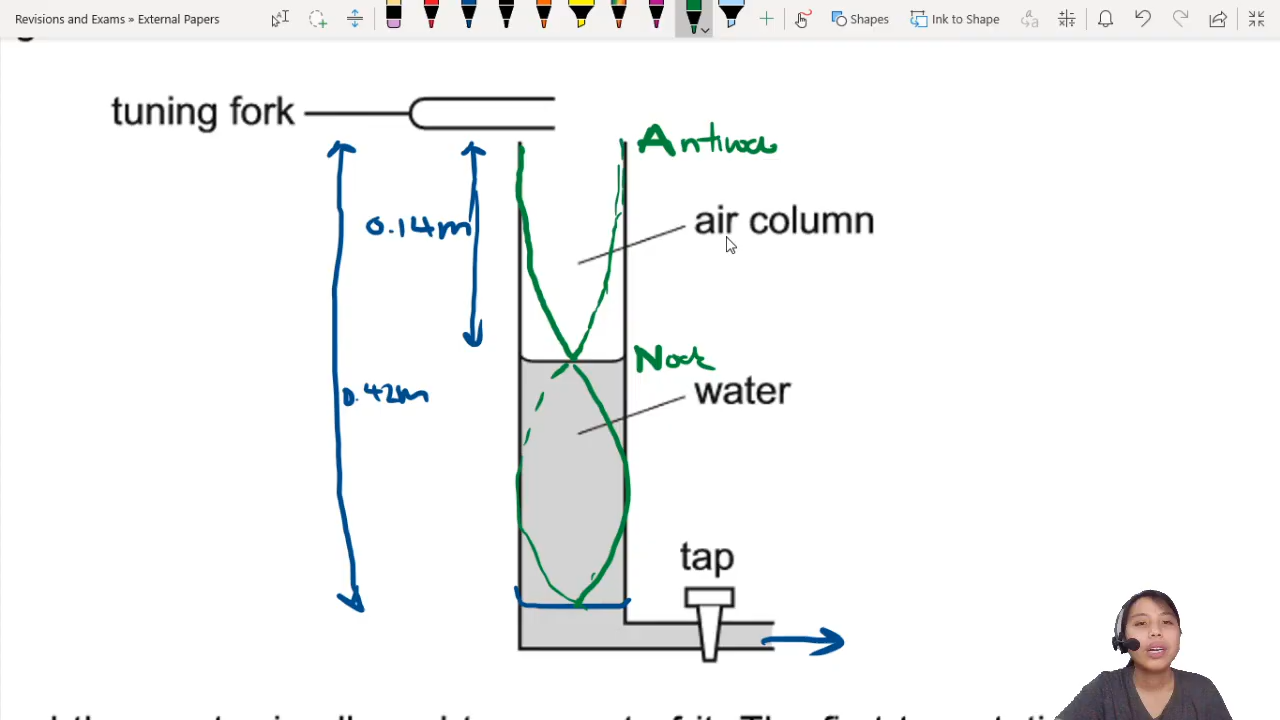 Revisions and Exams » External Papers
Shapes
Ink to Shape
tuning fork
Antinode
0.14m
air column
Node
0.42m
water
tap